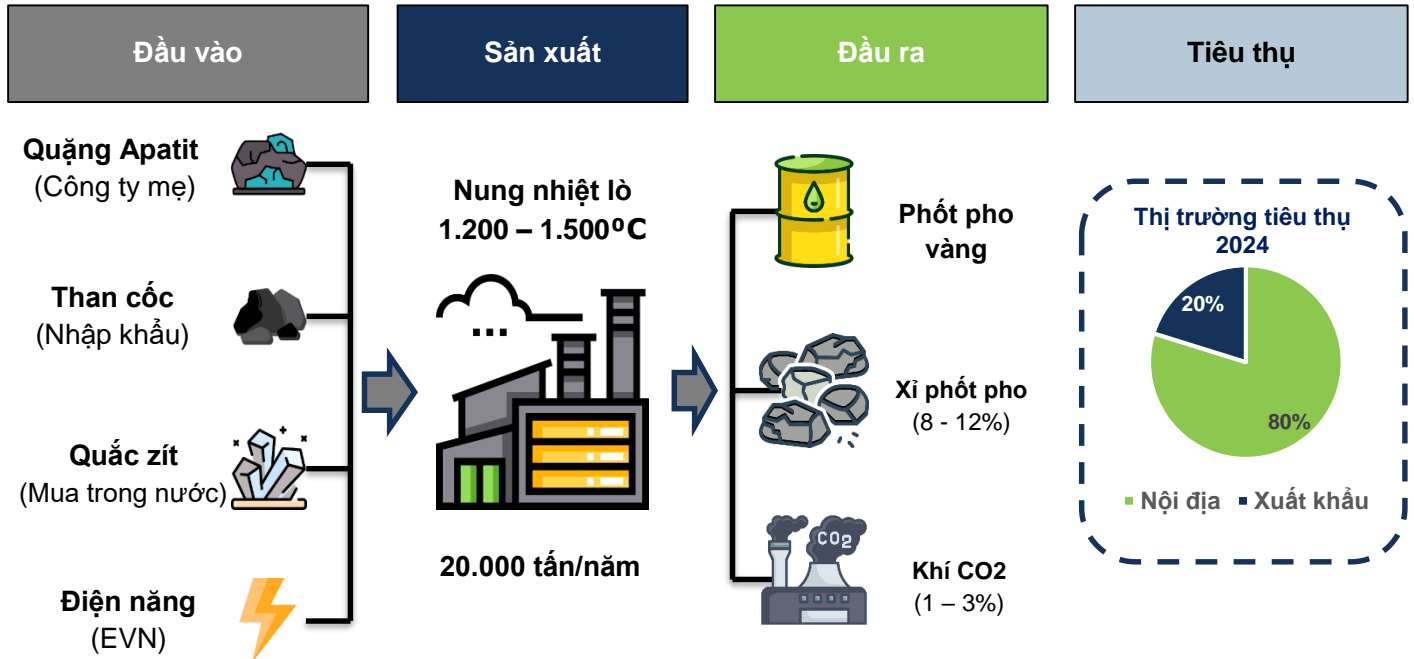 Đầu vào
Sản xuất
Đầu ra
Tiêu thụ
Quặng Apatit
(Công ty mẹ)
Than cốc
(Nhập khẩu)
Quắc zít
(Mua trong nước)
Điện năng
(EVN)
Nung nhiệt lò
1.200 – 1.500⁰C
...
20.000 tấn/năm
Phốt pho
vàng
Xỉ phốt pho
(8 - 12%)
CO2
Khí CO2
(1 – 3%)
Thị trường tiêu thụ
2024
20%
80%
Nội địa Xuất khẩu